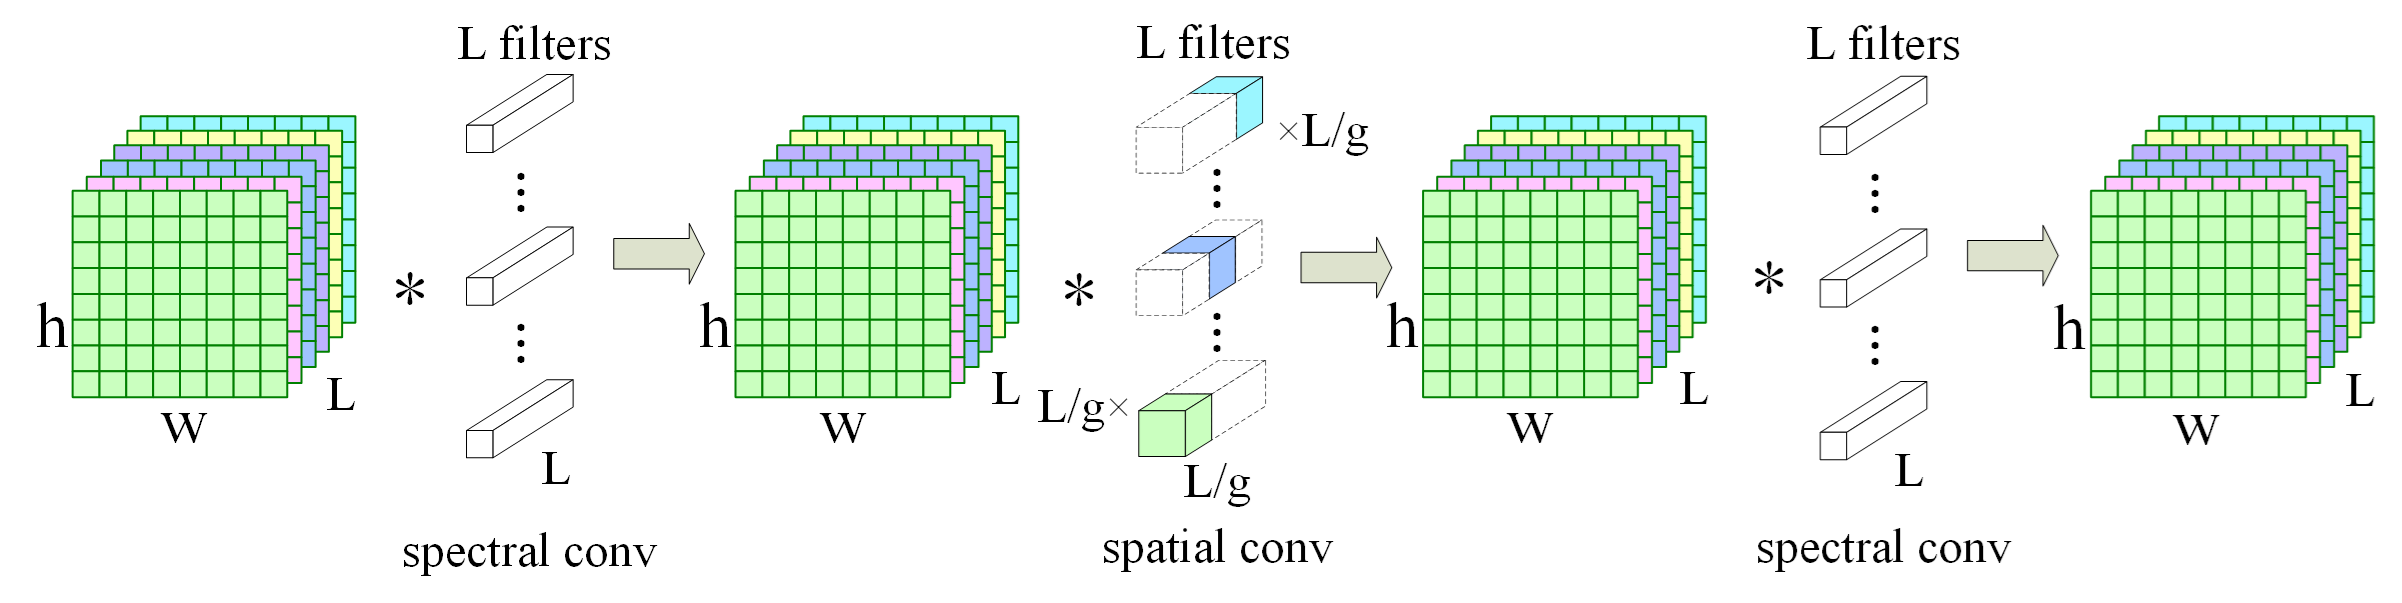 L filters
L filters
L filters
×L/g
*
*
*
h
h
h
h
L
L
L
L
L/g×
w
w
w
w
L
L/g
L
spectral conv
spatial conv
spectral conv